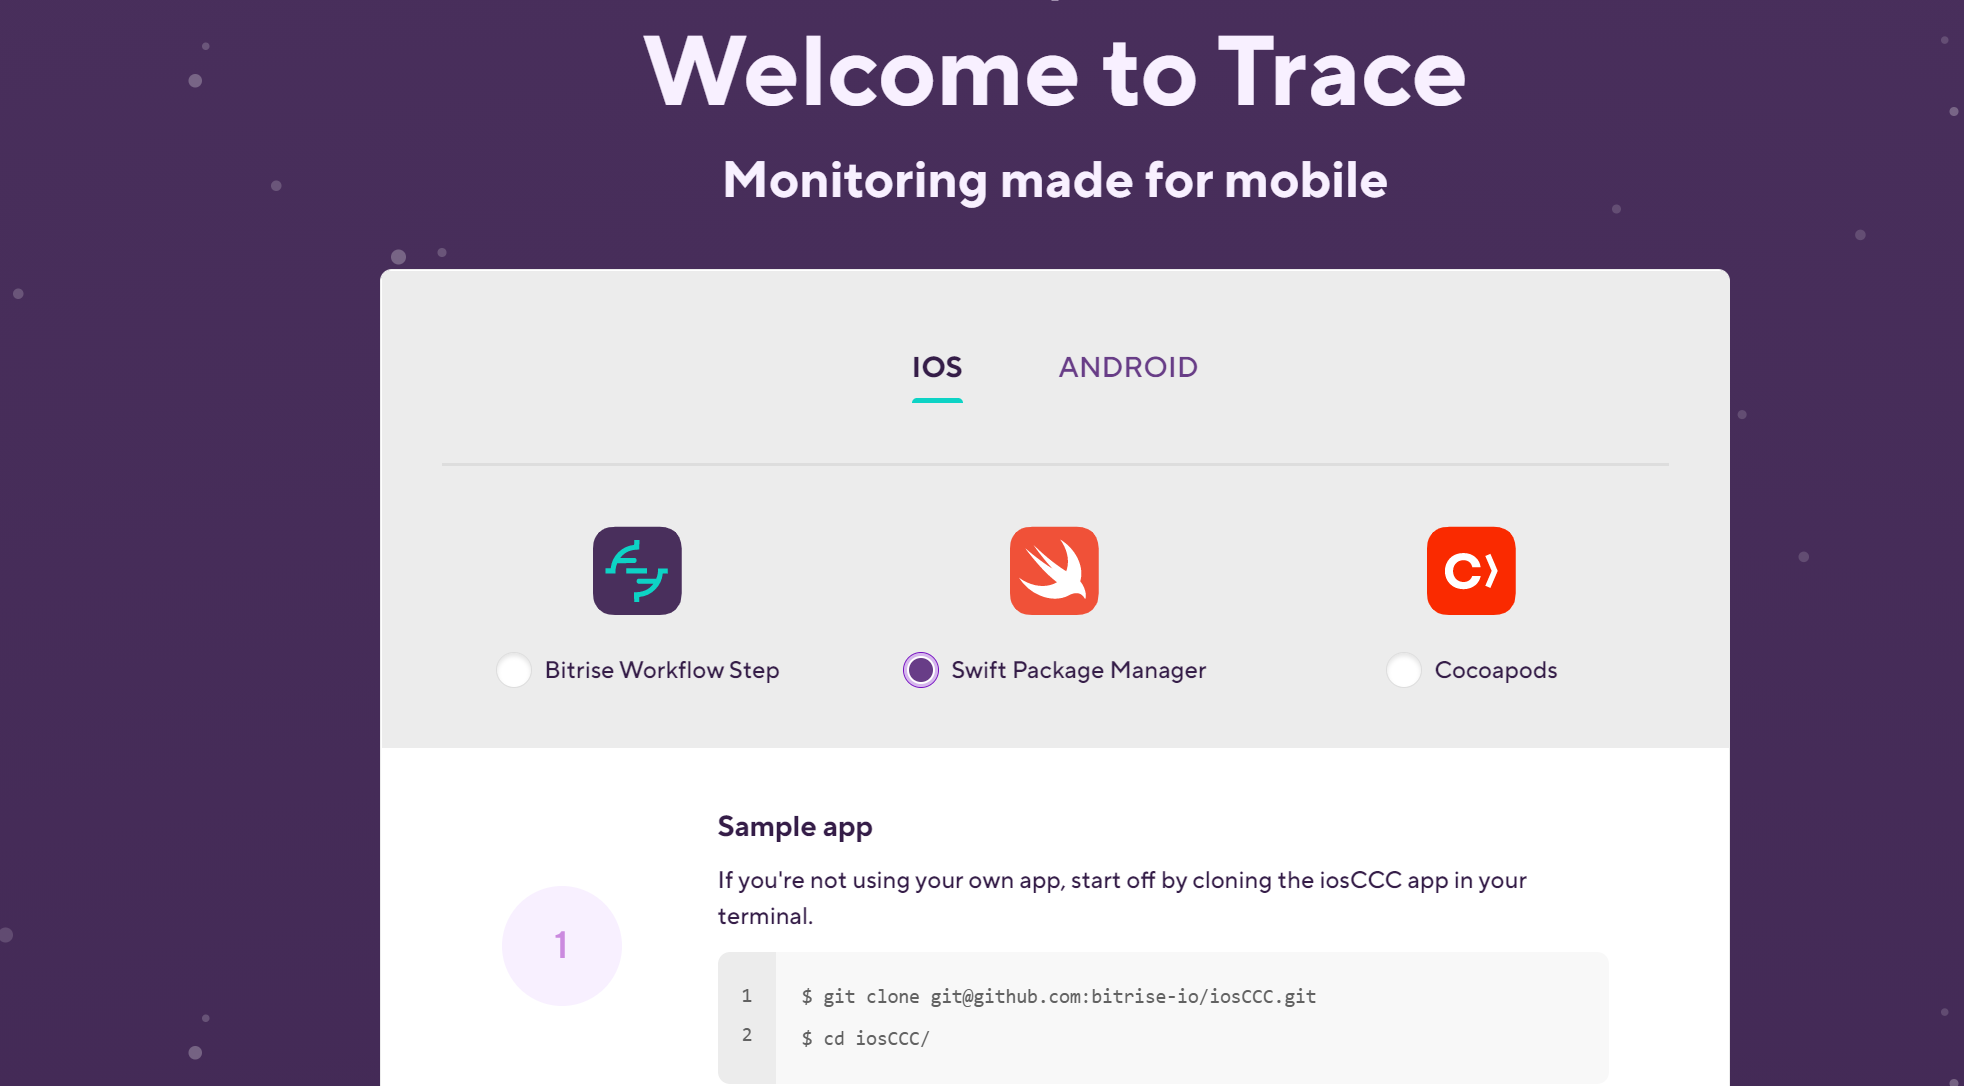 Welcome to Trace
Monitoring made for mobile
IOS
ANDROID
C
Bitrise Workflow Step
Swift Package Manager
Cocoapods
Sample app
If you're not using your own app, start off by cloning the iosCCC app in your
terminal.
1
1 $ git clone git@github.com:bitrise-io/iosCCC.git
2 $ cd iosCCC/